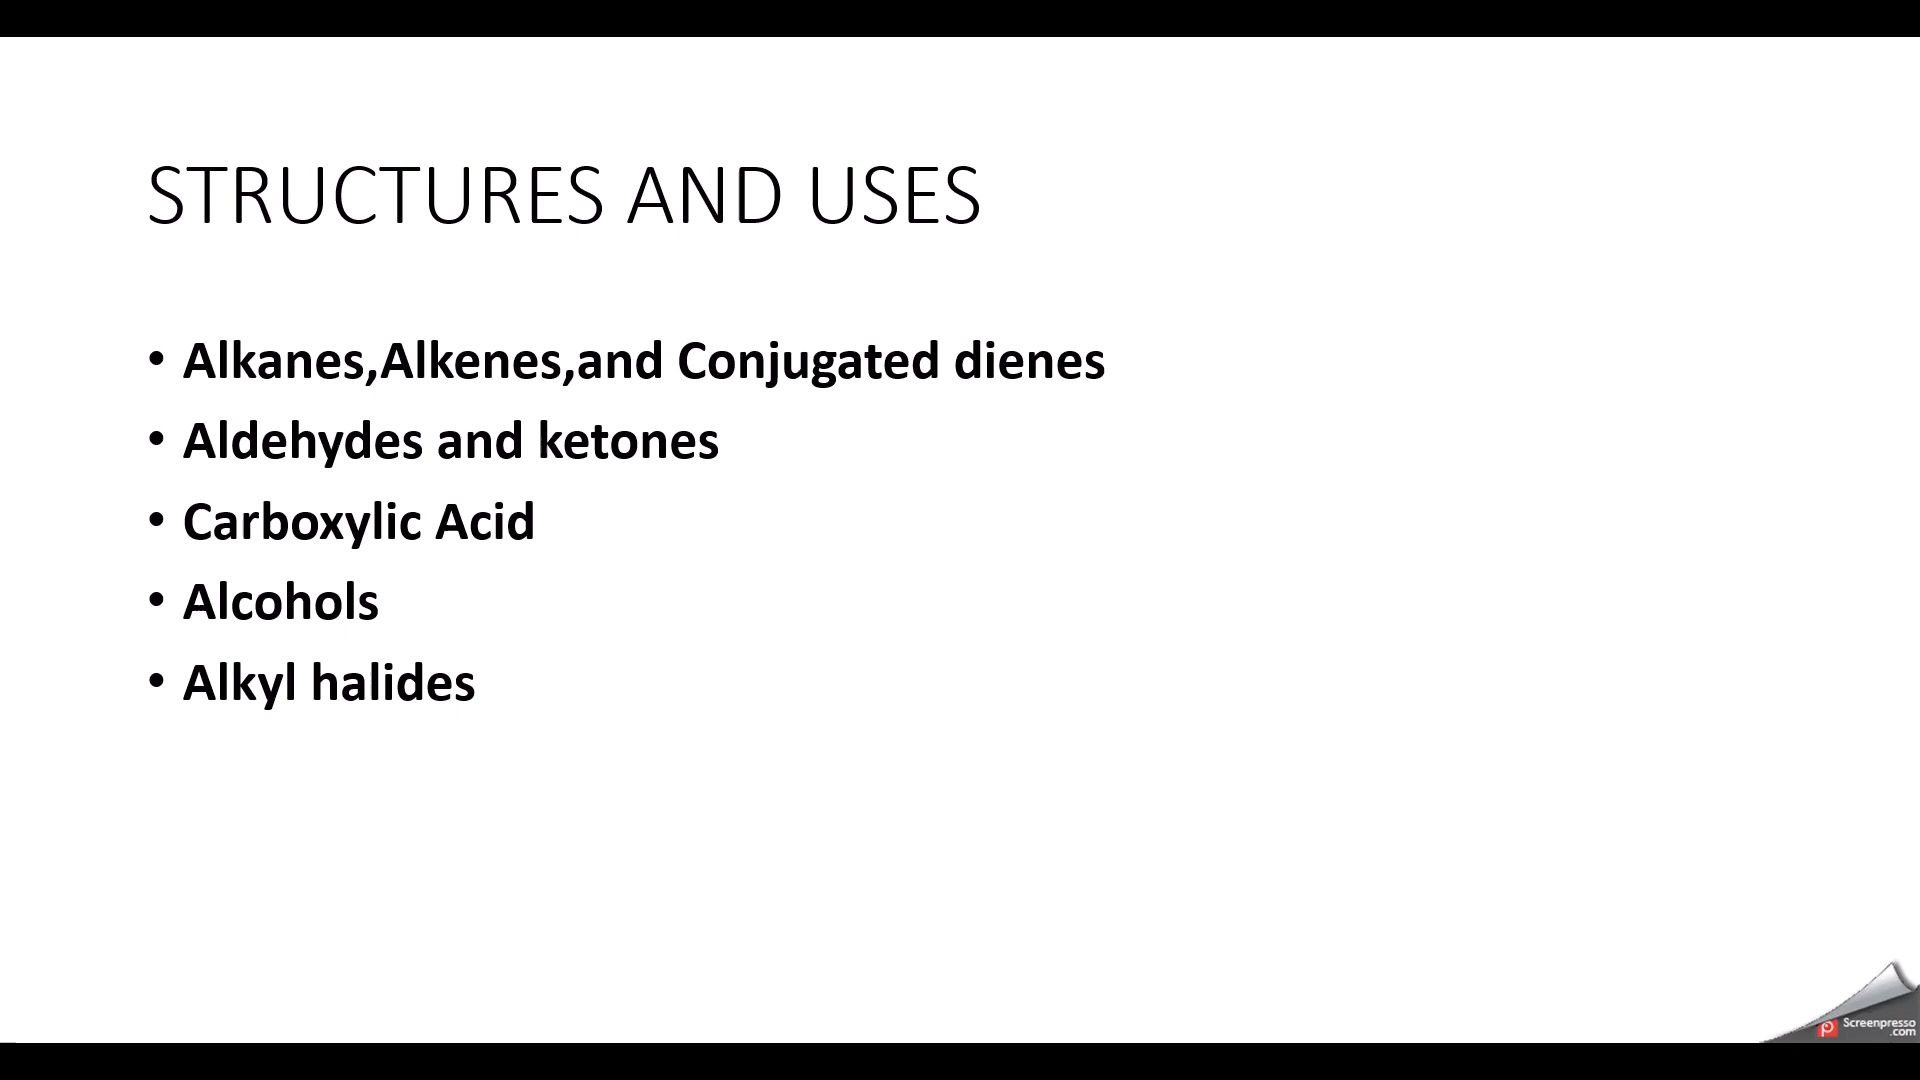 STRUCTURES AND USES
• Alkanes,Alkenes,and Conjugated dienes
• Aldehydes and ketones
• Carboxylic Acid
• Alcohols
• Alkyl halides
Screenpresso
.com